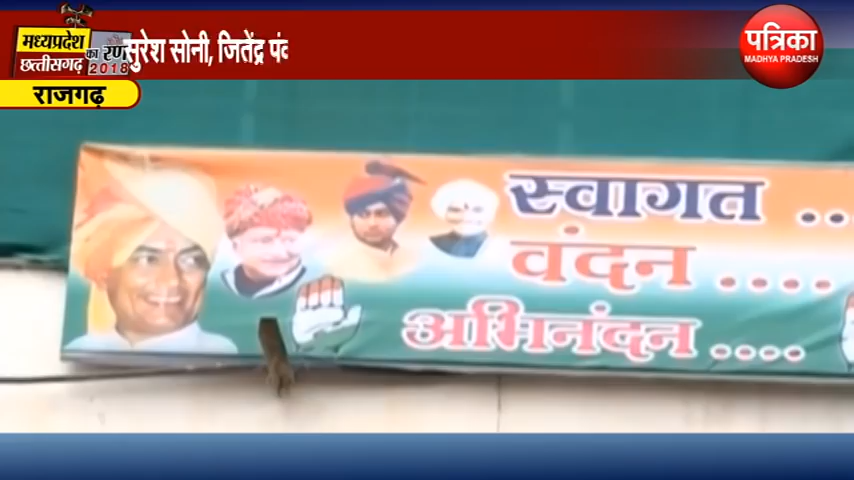 मध्यप्रदेश
छत्तीसगढ़ का रण
2018
सुरेश सोनी, जितेंद्र पं
पत्रिका
MADHYA PRADESH
राजगढ़
स्वागत ..
वंदन ....
अभिनंदन ....